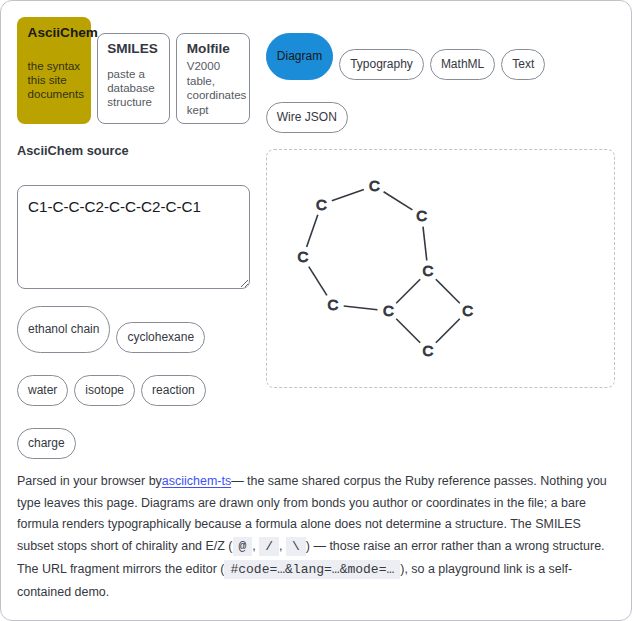 AsciiChem
the syntax
this site
documents
SMILES
paste a
database
structure
Molfile
V2000
table,
coordinates
kept
Diagram
Typography
MathML
Text
Wire JSON
AsciiChem source
C1-C-C-C2-C-C-C2-C-C1
C
C
C
C
C
C
C
C
C
ethanol chain
cyclohexane
water
isotope
reaction
charge
Parsed in your browser byasciichem-ts— the same shared corpus the Ruby reference passes. Nothing you
type leaves this page. Diagrams are drawn only from bonds you author or coordinates in the file; a bare
formula renders typographically because a formula alone does not determine a structure. The SMILES
subset stops short of chirality and E/Z ( @ , / , \ ) — those raise an error rather than a wrong structure.
The URL fragment mirrors the editor ( #code=…&lang=…&mode=… ), so a playground link is a self-
contained demo.